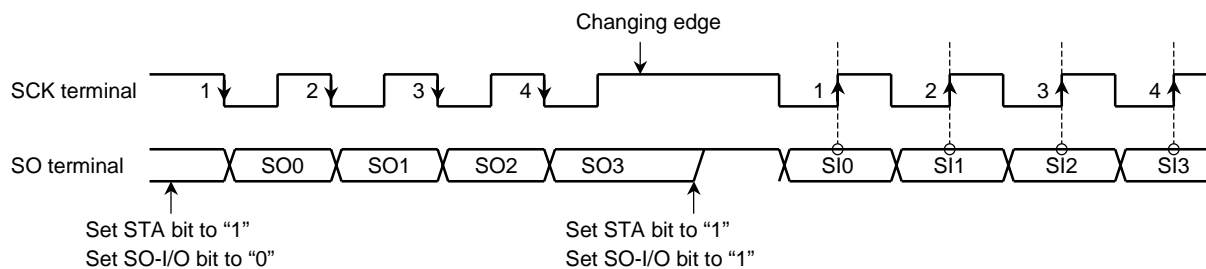 Changing edge
SCK terminal 1 2 3 4 1 2 3 4
SO terminal SO0 SO1 SO2 SO3 SI0 SI1 SI2 SI3
Set STA bit to “1” Set STA bit to “1”
Set SO-I/O bit to “0” Set SO-I/O bit to “1”